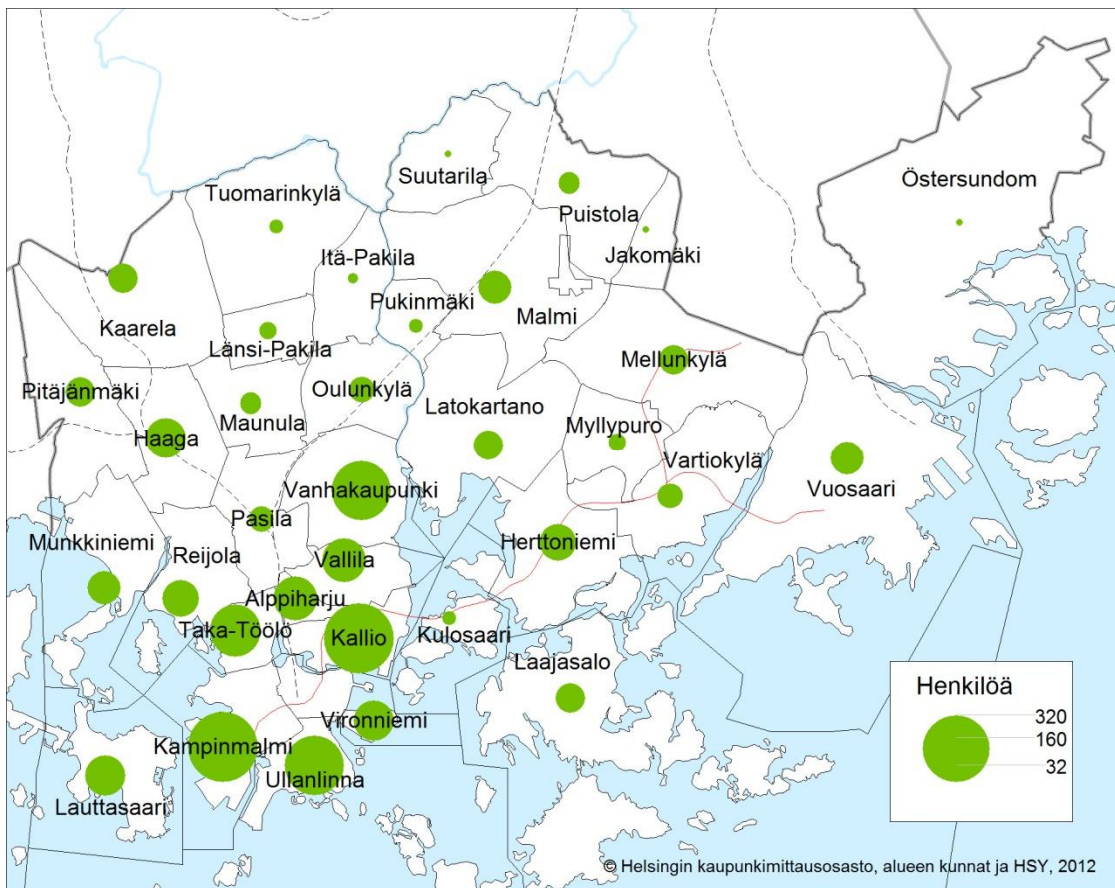 Suutarila
Östersundom
Tuomarinkylä
Puistola
Jakomäki
Itä-Pakila
Pukinmäki
Malmi
Kaarela
Länsi-Pakila
Mellunkylä
Pitäjänmäki
Oulunkylä
Maunula
Latokartano
Haaga
Myllypuro
Vartiokylä
Vuosaari
Vanhakaupunki
Pasila
Munkkiniemi
Reijola
Herttoniemi
Vallila
Alppiharju
Taka-Töölö
Kallio
Kulosaari
Laajasalo
Henkilöä
320
160
32
Vironniemi
Kampinmalmi
Ullanlinna
Lauttasaari
© Helsingin kaupunkimittausosasto, alueen kunnat ja HSY, 2012